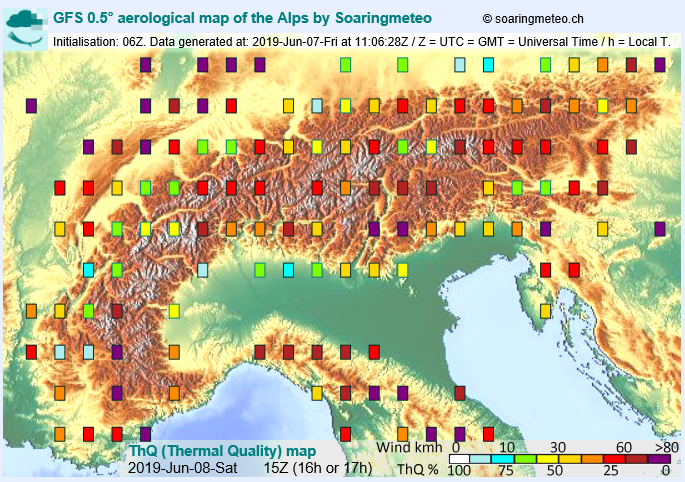 GFS 0.5° aerological map of the Alps by Soaringmeteo © soaringmeteo.ch
Initialisation: 06Z. Data generated at: 2019-Jun-07-Fri at 11:06:28Z / Z = UTC = GMT = Universal Time / h = Local T.
ThQ (Thermal Quality) map
2019-Jun-08-Sat 15Z (16h or 17h)
Wind kmh 0 10 30 60 >80
ThQ % 100 75 50 25 0